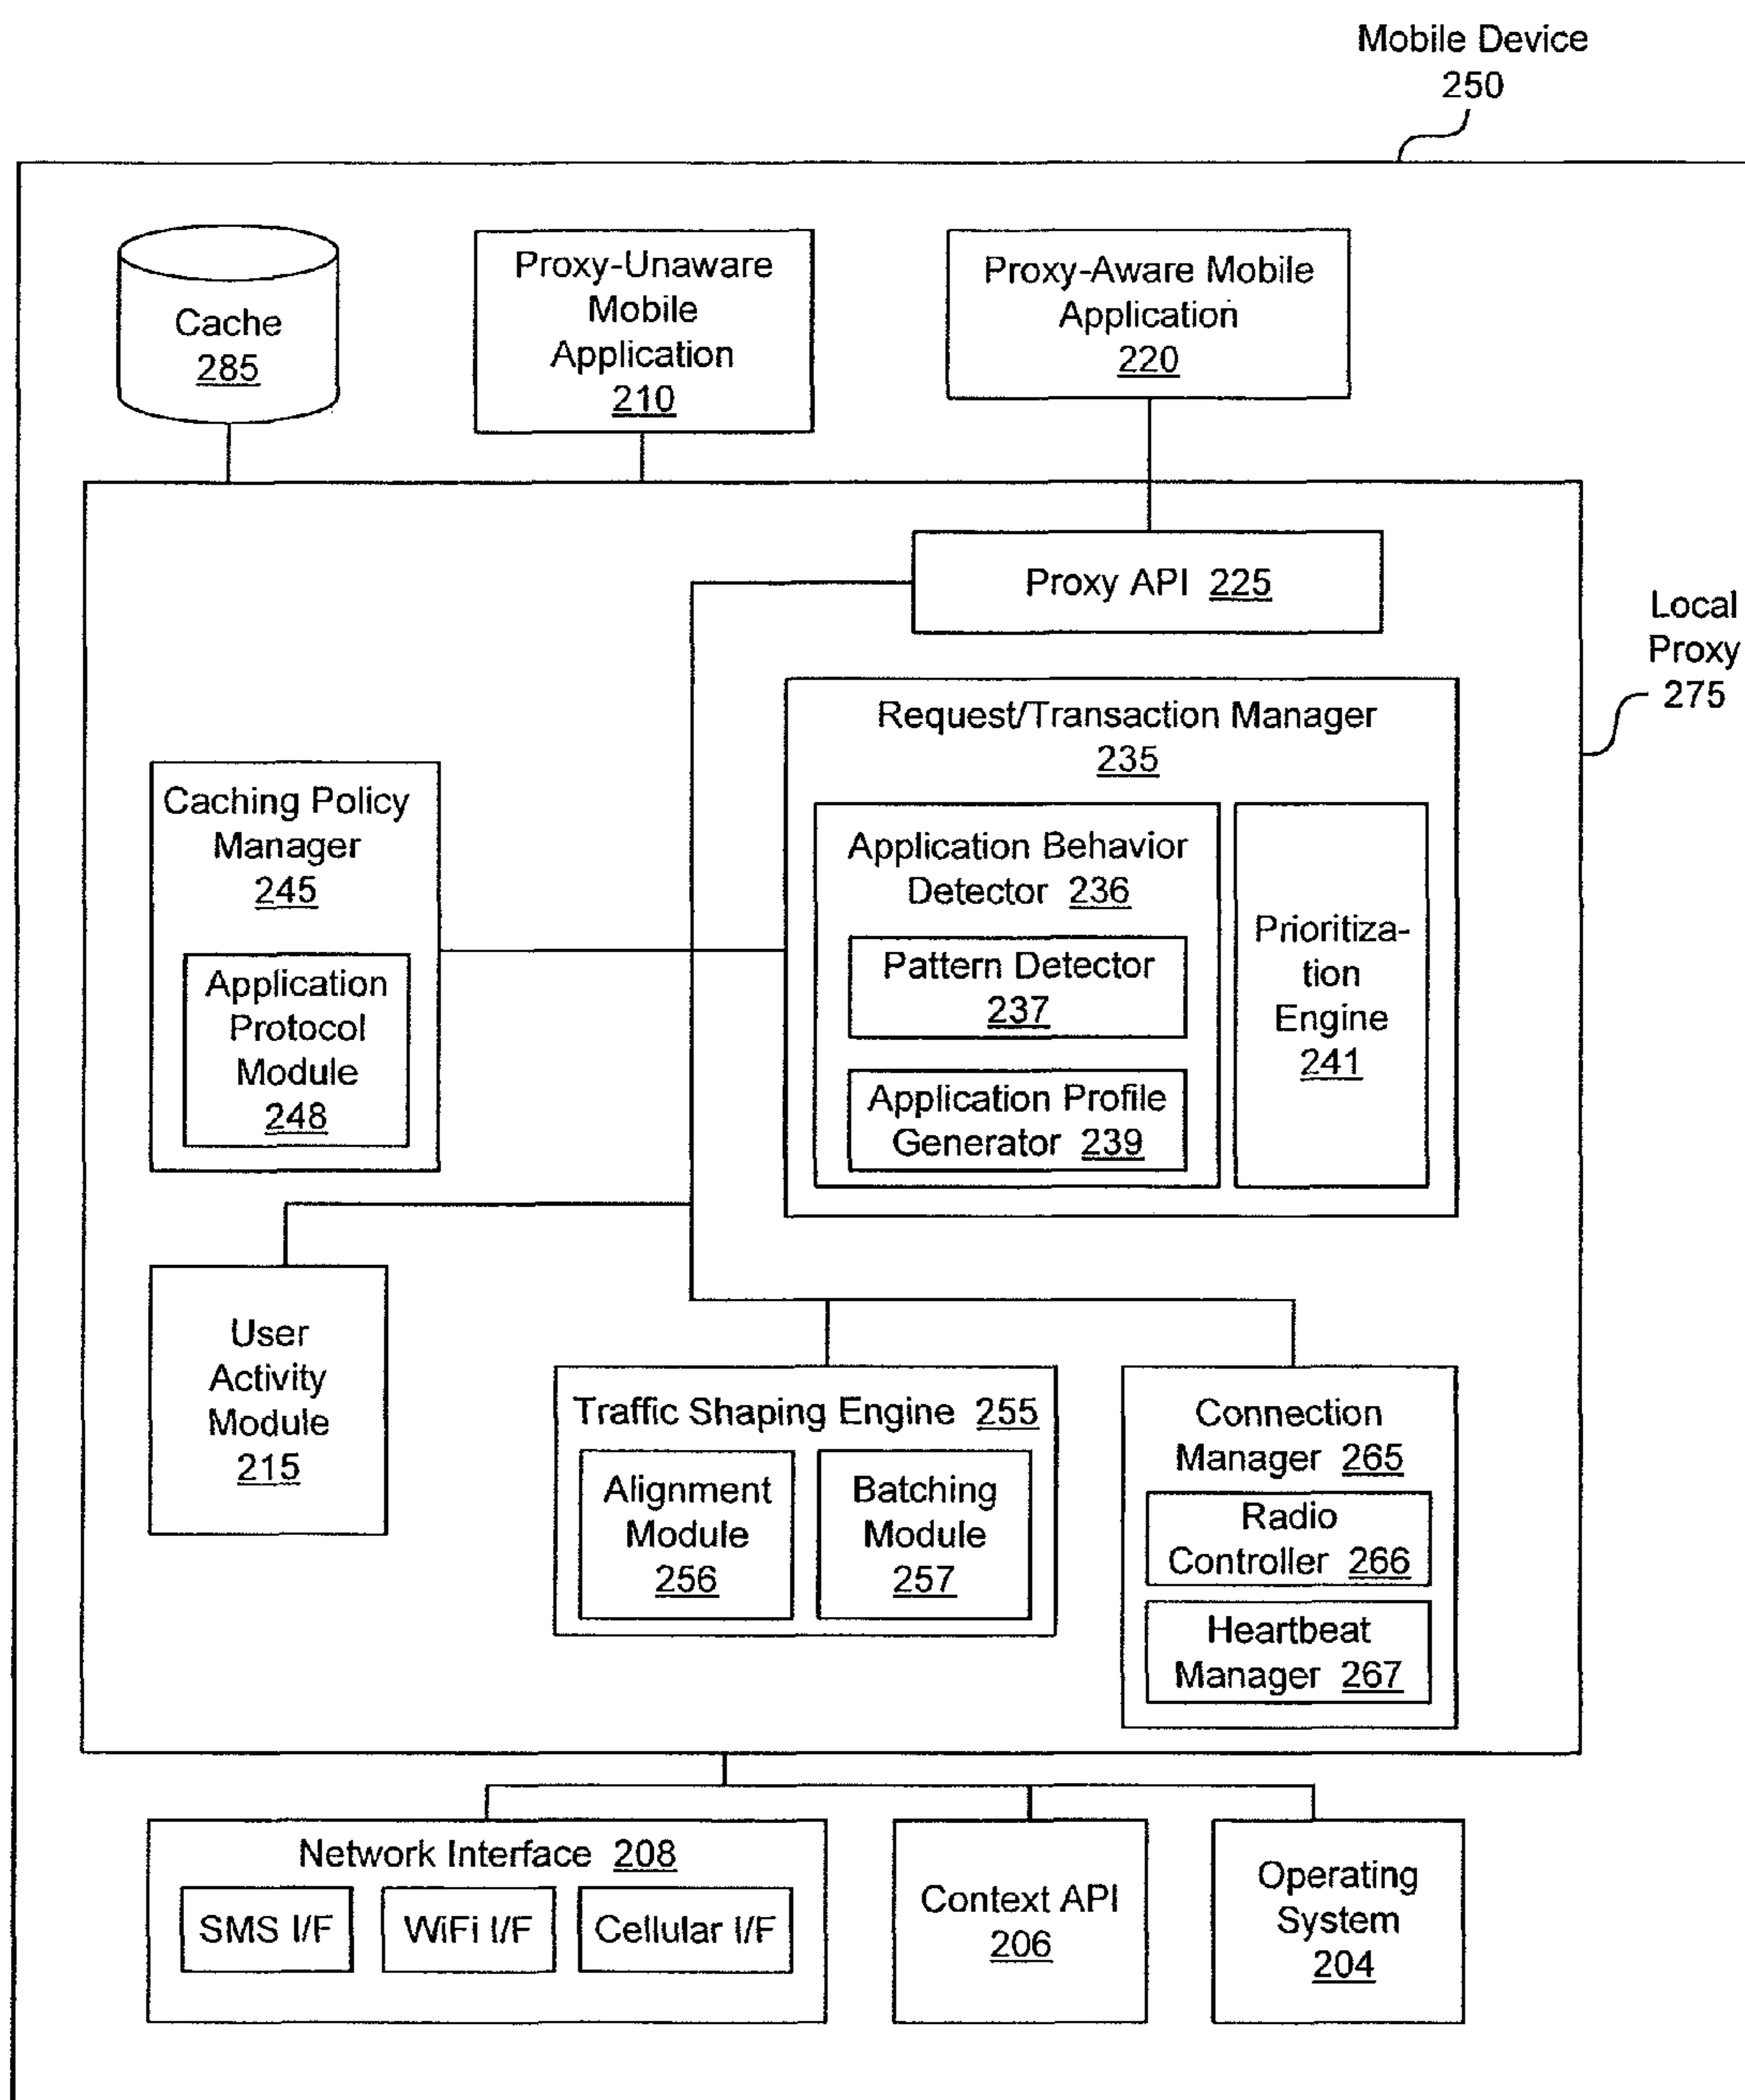 Mobile Device
250
Cache
285
Proxy-Unaware
Mobile
Application
210
Proxy-Aware Mobile
Application
220
Proxy API 225
Local
Proxy
275
Request/Transaction Manager
235
Caching Policy
Manager
245
Application
Protocol
Module
248
Application Behavior
Detector 236
Pattern Detector
237
Application Profile
Generator 239
Prioritiza-
tion
Engine
241
User
Activity
Module
215
Traffic Shaping Engine 255
Alignment
Module
256
Batching
Module
257
Connection
Manager 265
Radio
Controller 266
Heartbeat
Manager 267
Network Interface 208
SMS I/F
WiFi I/F
Cellular I/F
Context API
206
Operating
System
204